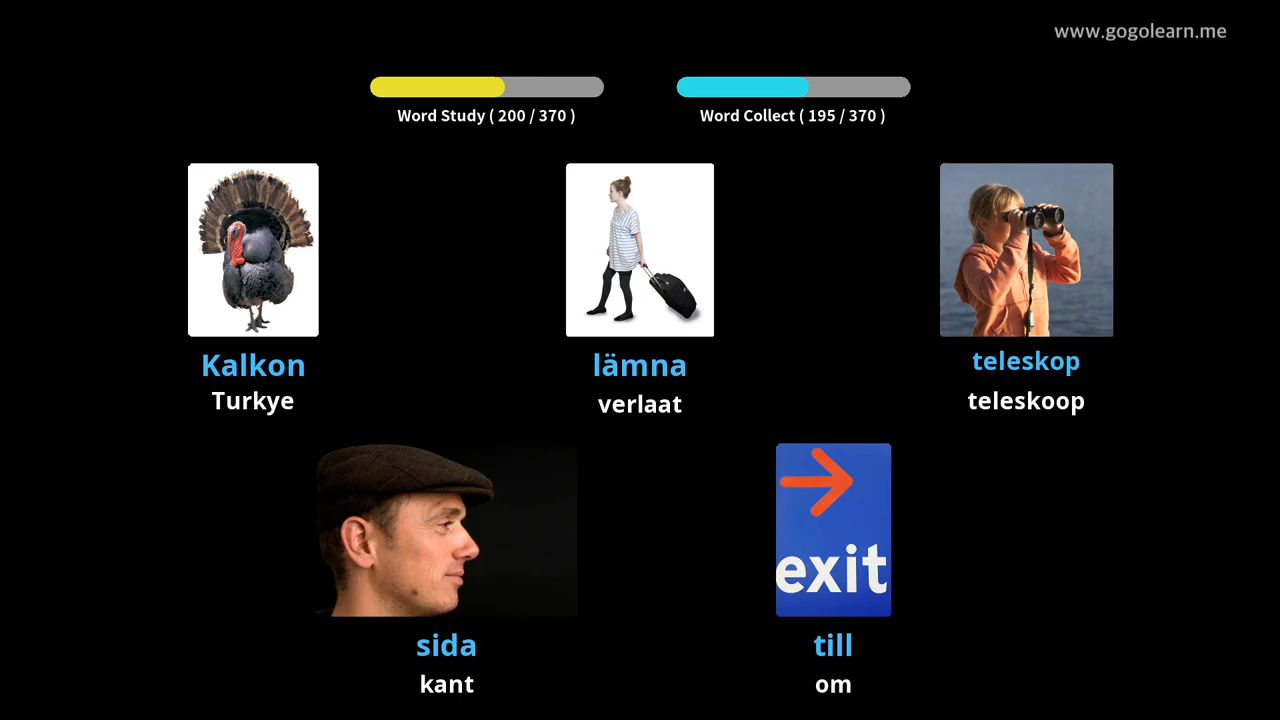 www.gogolearn.me
Word Study ( 200 / 370 )
Word Collect ( 195 / 370 )
Kalkon
Turkye
lämna
verlaat
teleskop
teleskoop
exit
sida
kant
till
om